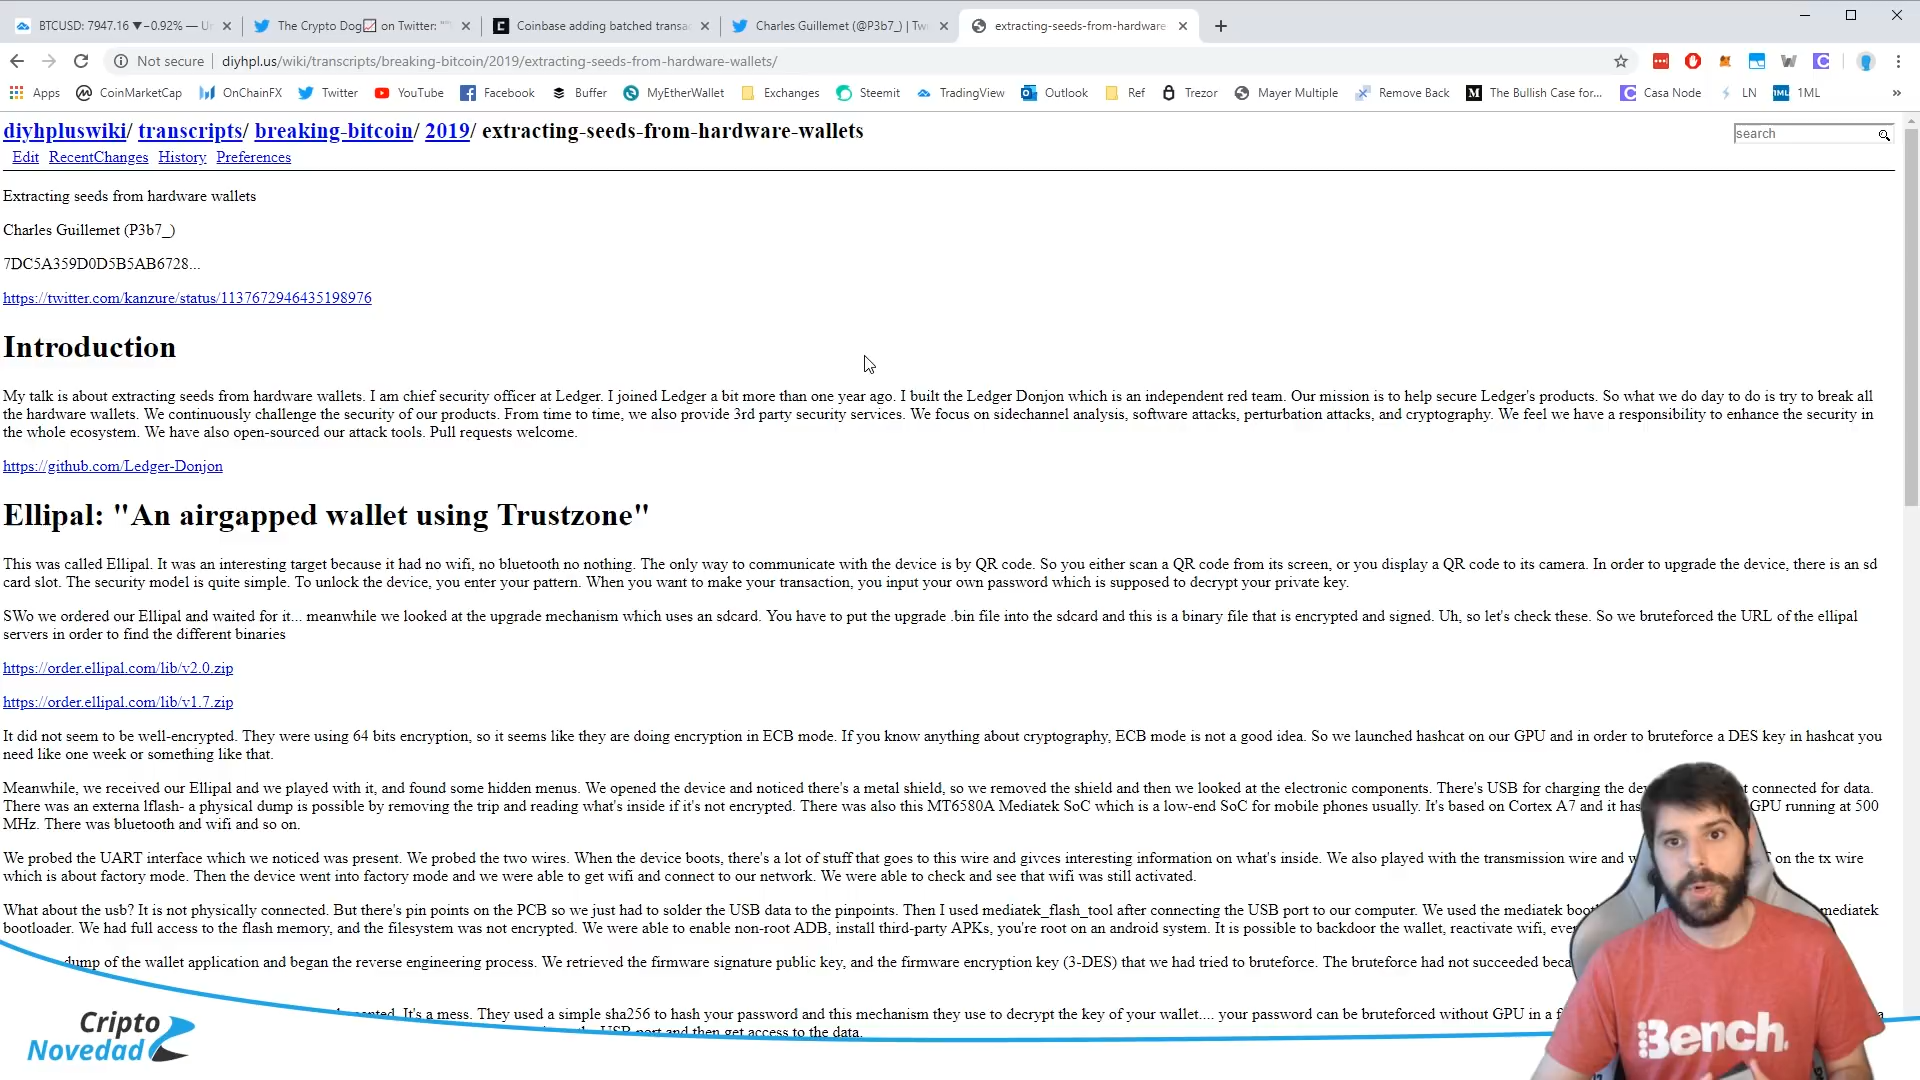 BTCUSD: 7947.16 ▼−0.92% — Un
The Crypto Dog📈 on Twitter: "
Coinbase adding batched transac
Charles Guillemet (@P3b7_) | Tw
extracting-seeds-from-hardware
Not secure
diyhpl.us/wiki/transcripts/breaking-bitcoin/2019/extracting-seeds-from-hardware-wallets/
Apps CoinMarketCap OnChainFX Twitter YouTube Facebook Buffer MyEtherWallet Exchanges Steemit TradingView Outlook Ref Trezor Mayer Multiple Remove Back The Bullish Case for... Casa Node LN 1ML
diyhpluswiki/ transcripts/ breaking-bitcoin/ 2019/ extracting-seeds-from-hardware-wallets
search
Edit RecentChanges History Preferences
Extracting seeds from hardware wallets
Charles Guillemet (P3b7_)
7DC5A359D0D5B5AB6728...
https://twitter.com/kanzure/status/1137672946435198976
Introduction
My talk is about extracting seeds from hardware wallets. I am chief security officer at Ledger. I joined Ledger a bit more than one year ago. I built the Ledger Donjon which is an independent red team. Our mission is to help secure Ledger's products. So what we do day to do is try to break all
the hardware wallets. We continuously challenge the security of our products. From time to time, we also provide 3rd party security services. We focus on sidechannel analysis, software attacks, perturbation attacks, and cryptography. We feel we have a responsibility to enhance the security in
the whole ecosystem. We have also open-sourced our attack tools. Pull requests welcome.
https://github.com/Ledger-Donjon
Ellipal: "An airgapped wallet using Trustzone"
This was called Ellipal. It was an interesting target because it had no wifi, no bluetooth no nothing. The only way to communicate with the device is by QR code. So you either scan a QR code from its screen, or you display a QR code to its camera. In order to upgrade the device, there is an sd
card slot. The security model is quite simple. To unlock the device, you enter your pattern. When you want to make your transaction, you input your own password which is supposed to decrypt your private key.
SWo we ordered our Ellipal and waited for it... meanwhile we looked at the upgrade mechanism which uses an sdcard. You have to put the upgrade .bin file into the sdcard and this is a binary file that is encrypted and signed. Uh, so let's check these. So we bruteforced the URL of the ellipal
servers in order to find the different binaries
https://order.ellipal.com/lib/v2.0.zip
https://order.ellipal.com/lib/v1.7.zip
It did not seem to be well-encrypted. They were using 64 bits encryption, so it seems like they are doing encryption in ECB mode. If you know anything about cryptography, ECB mode is not a good idea. So we launched hashcat on our GPU and in order to bruteforce a DES key in hashcat you
need like one week or something like that.
Meanwhile, we received our Ellipal and we played with it, and found some hidden menus. We opened the device and noticed there's a metal shield, so we removed the shield and then we looked at the electronic components. There's USB for charging the dev t connected for data.
There was an externa lflash- a physical dump is possible by removing the trip and reading what's inside if it's not encrypted. There was also this MT6580A Mediatek SoC which is a low-end SoC for mobile phones usually. It's based on Cortex A7 and it has GPU running at 500
MHz. There was bluetooth and wifi and so on.
We probed the UART interface which we noticed was present. We probed the two wires. When the device boots, there's a lot of stuff that goes to this wire and givces interesting information on what's inside. We also played with the transmission wire and w on the tx wire
which is about factory mode. Then the device went into factory mode and we were able to get wifi and connect to our network. We were able to check and see that wifi was still activated.
What about the usb? It is not physically connected. But there's pin points on the PCB so we just had to solder the USB data to the pinpoints. Then I used mediatek_flash_tool after connecting the USB port to our computer. We used the mediatek boot mediatek
bootloader. We had full access to the flash memory, and the filesystem was not encrypted. We were able to enable non-root ADB, install third-party APKs, you're root on an android system. It is possible to backdoor the wallet, reactivate wifi, ever
dump of the wallet application and began the reverse engineering process. We retrieved the firmware signature public key, and the firmware encryption key (3-DES) that we had tried to bruteforce. The bruteforce had not succeeded beca
It's a mess. They used a simple sha256 to hash your password and this mechanism they use to decrypt the key of your wallet.... your password can be bruteforced without GPU in a f
USB port and then get access to the data.
Cripto
Novedad
Bench.